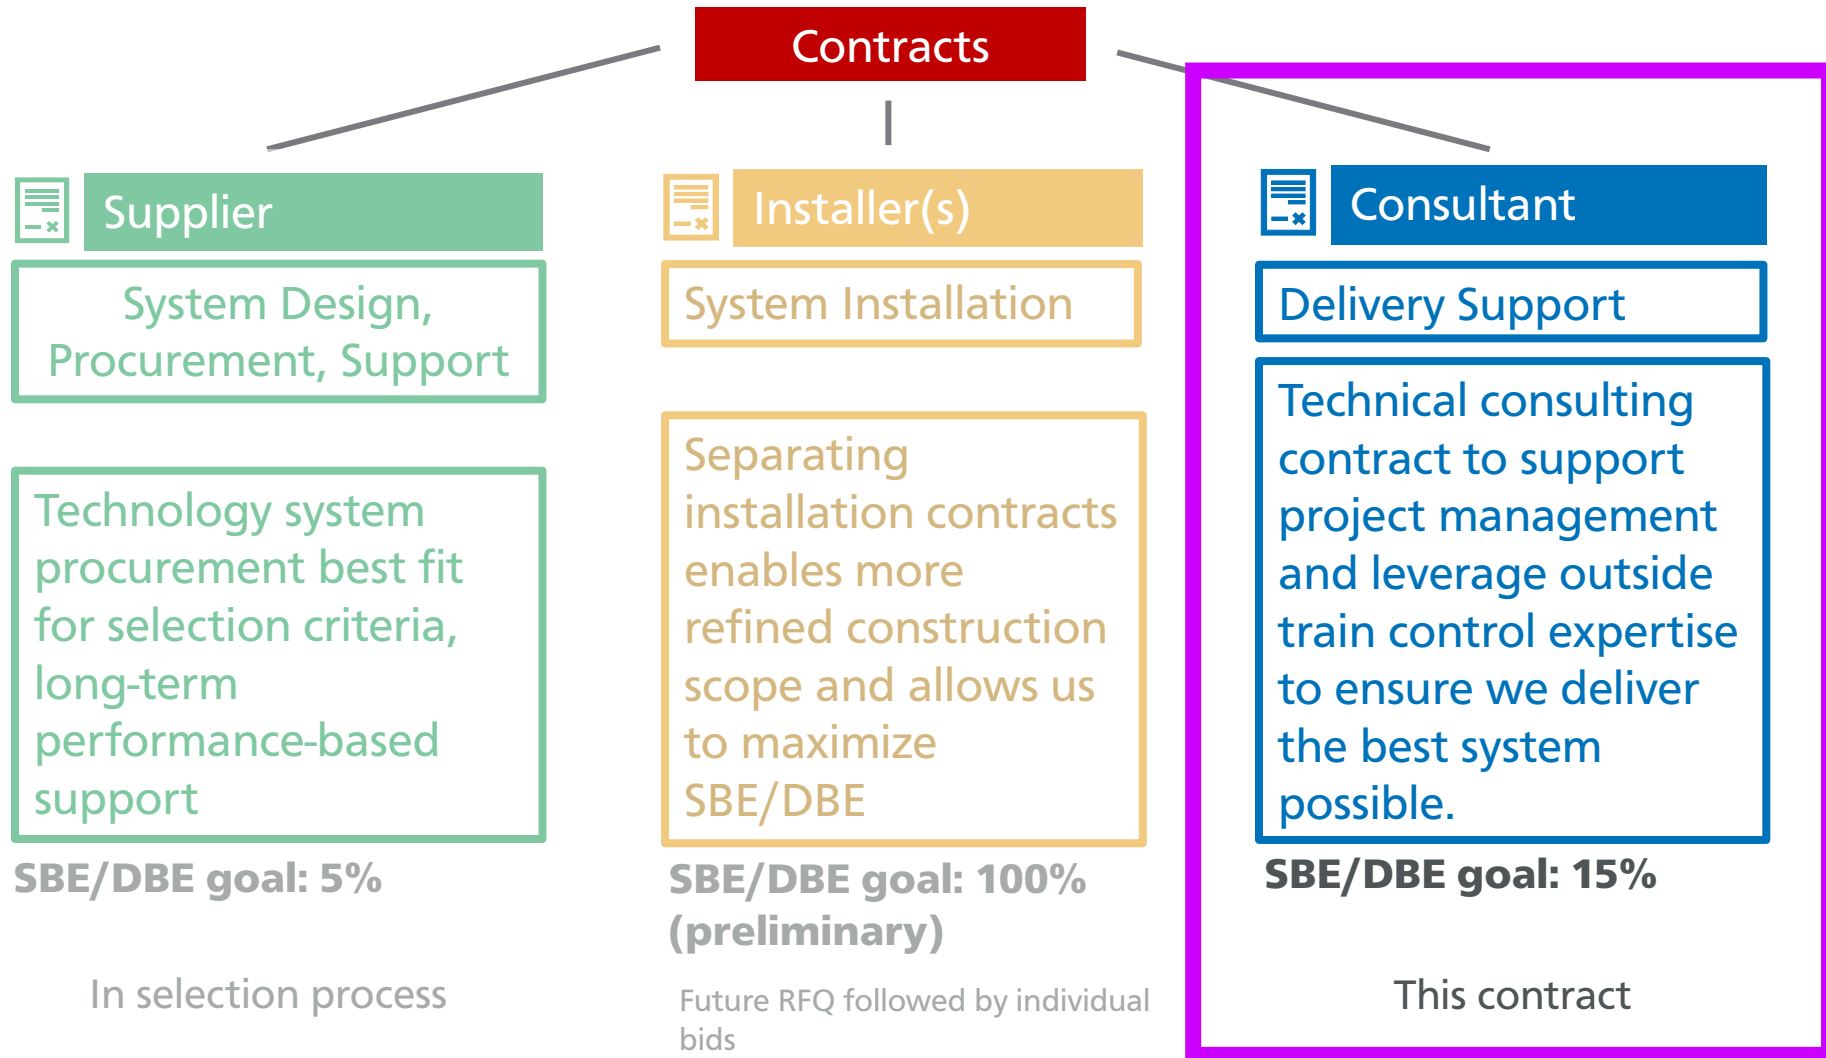 Contracts
Supplier
System Design,
Procurement, Support
Technology system
procurement best fit
for selection criteria,
long-term
performance-based
support
SBE/DBE goal: 5%
In selection process
Installer(s)
System Installation
Separating
installation contracts
enables more
refined construction
scope and allows us
to maximize
SBE/DBE
SBE/DBE goal: 100%
(preliminary)
Future RFQ followed by individual
bids
Consultant
Delivery Support
Technical consulting
contract to support
project management
and leverage outside
train control expertise
to ensure we deliver
the best system
possible.
SBE/DBE goal: 15%
This contract